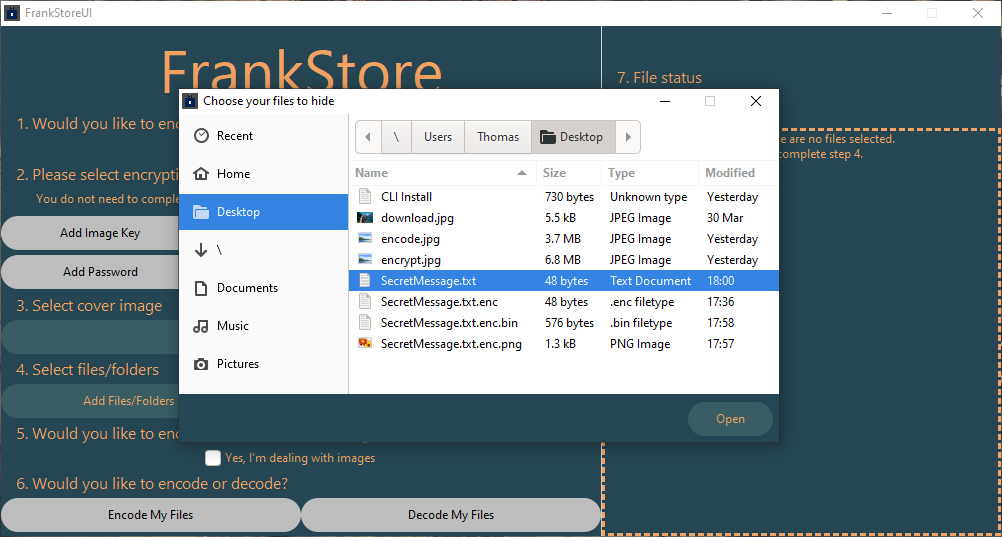 FrankStoreUI
FrankStore
1. Would you like to enc
2. Please select encrypti
You do not need to comple
Add Image Key
Add Password
3. Select cover image
4. Select files/folders
Add Files/Folders
5. Would you like to enc
Yes, I'm dealing with images
6. Would you like to encode or decode?
Encode My Files
Decode My Files
Choose your files to hide
Recent
Home
Desktop
\
Documents
Music
Pictures
\ Users Thomas Desktop
Name Size Type Modified
CLI Install 730 bytes Unknown type Yesterday
download.jpg 5.5 kB JPEG Image 30 Mar
encode.jpg 3.7 MB JPEG Image Yesterday
encrypt.jpg 6.8 MB JPEG Image Yesterday
SecretMessage.txt 48 bytes Text Document 18:00
SecretMessage.txt.enc 48 bytes .enc filetype 17:36
SecretMessage.txt.enc.bin 576 bytes .bin filetype 17:58
SecretMessage.txt.enc.png 1.3 kB PNG Image 17:57
Open
7. File status
e are no files selected.
complete step 4.